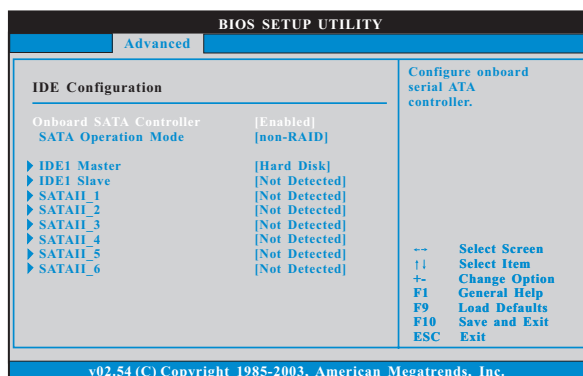 BIOS SETUP UTILITY
Advanced
IDE Configuration
Onboard SATA Controller [Enabled]
SATA Operation Mode [non-RAID]
IDE1 Master [Hard Disk]
IDE1 Slave [Not Detected]
SATAII_1 [Not Detected]
SATAII_2 [Not Detected]
SATAII_3 [Not Detected]
SATAII_4 [Not Detected]
SATAII_5 [Not Detected]
SATAII_6 [Not Detected]
Configure onboard
serial ATA
controller.
←→ Select Screen
↑↓ Select Item
+- Change Option
F1 General Help
F9 Load Defaults
F10 Save and Exit
ESC Exit
v02.54 (C) Copyright 1985-2003, American Megatrends, Inc.